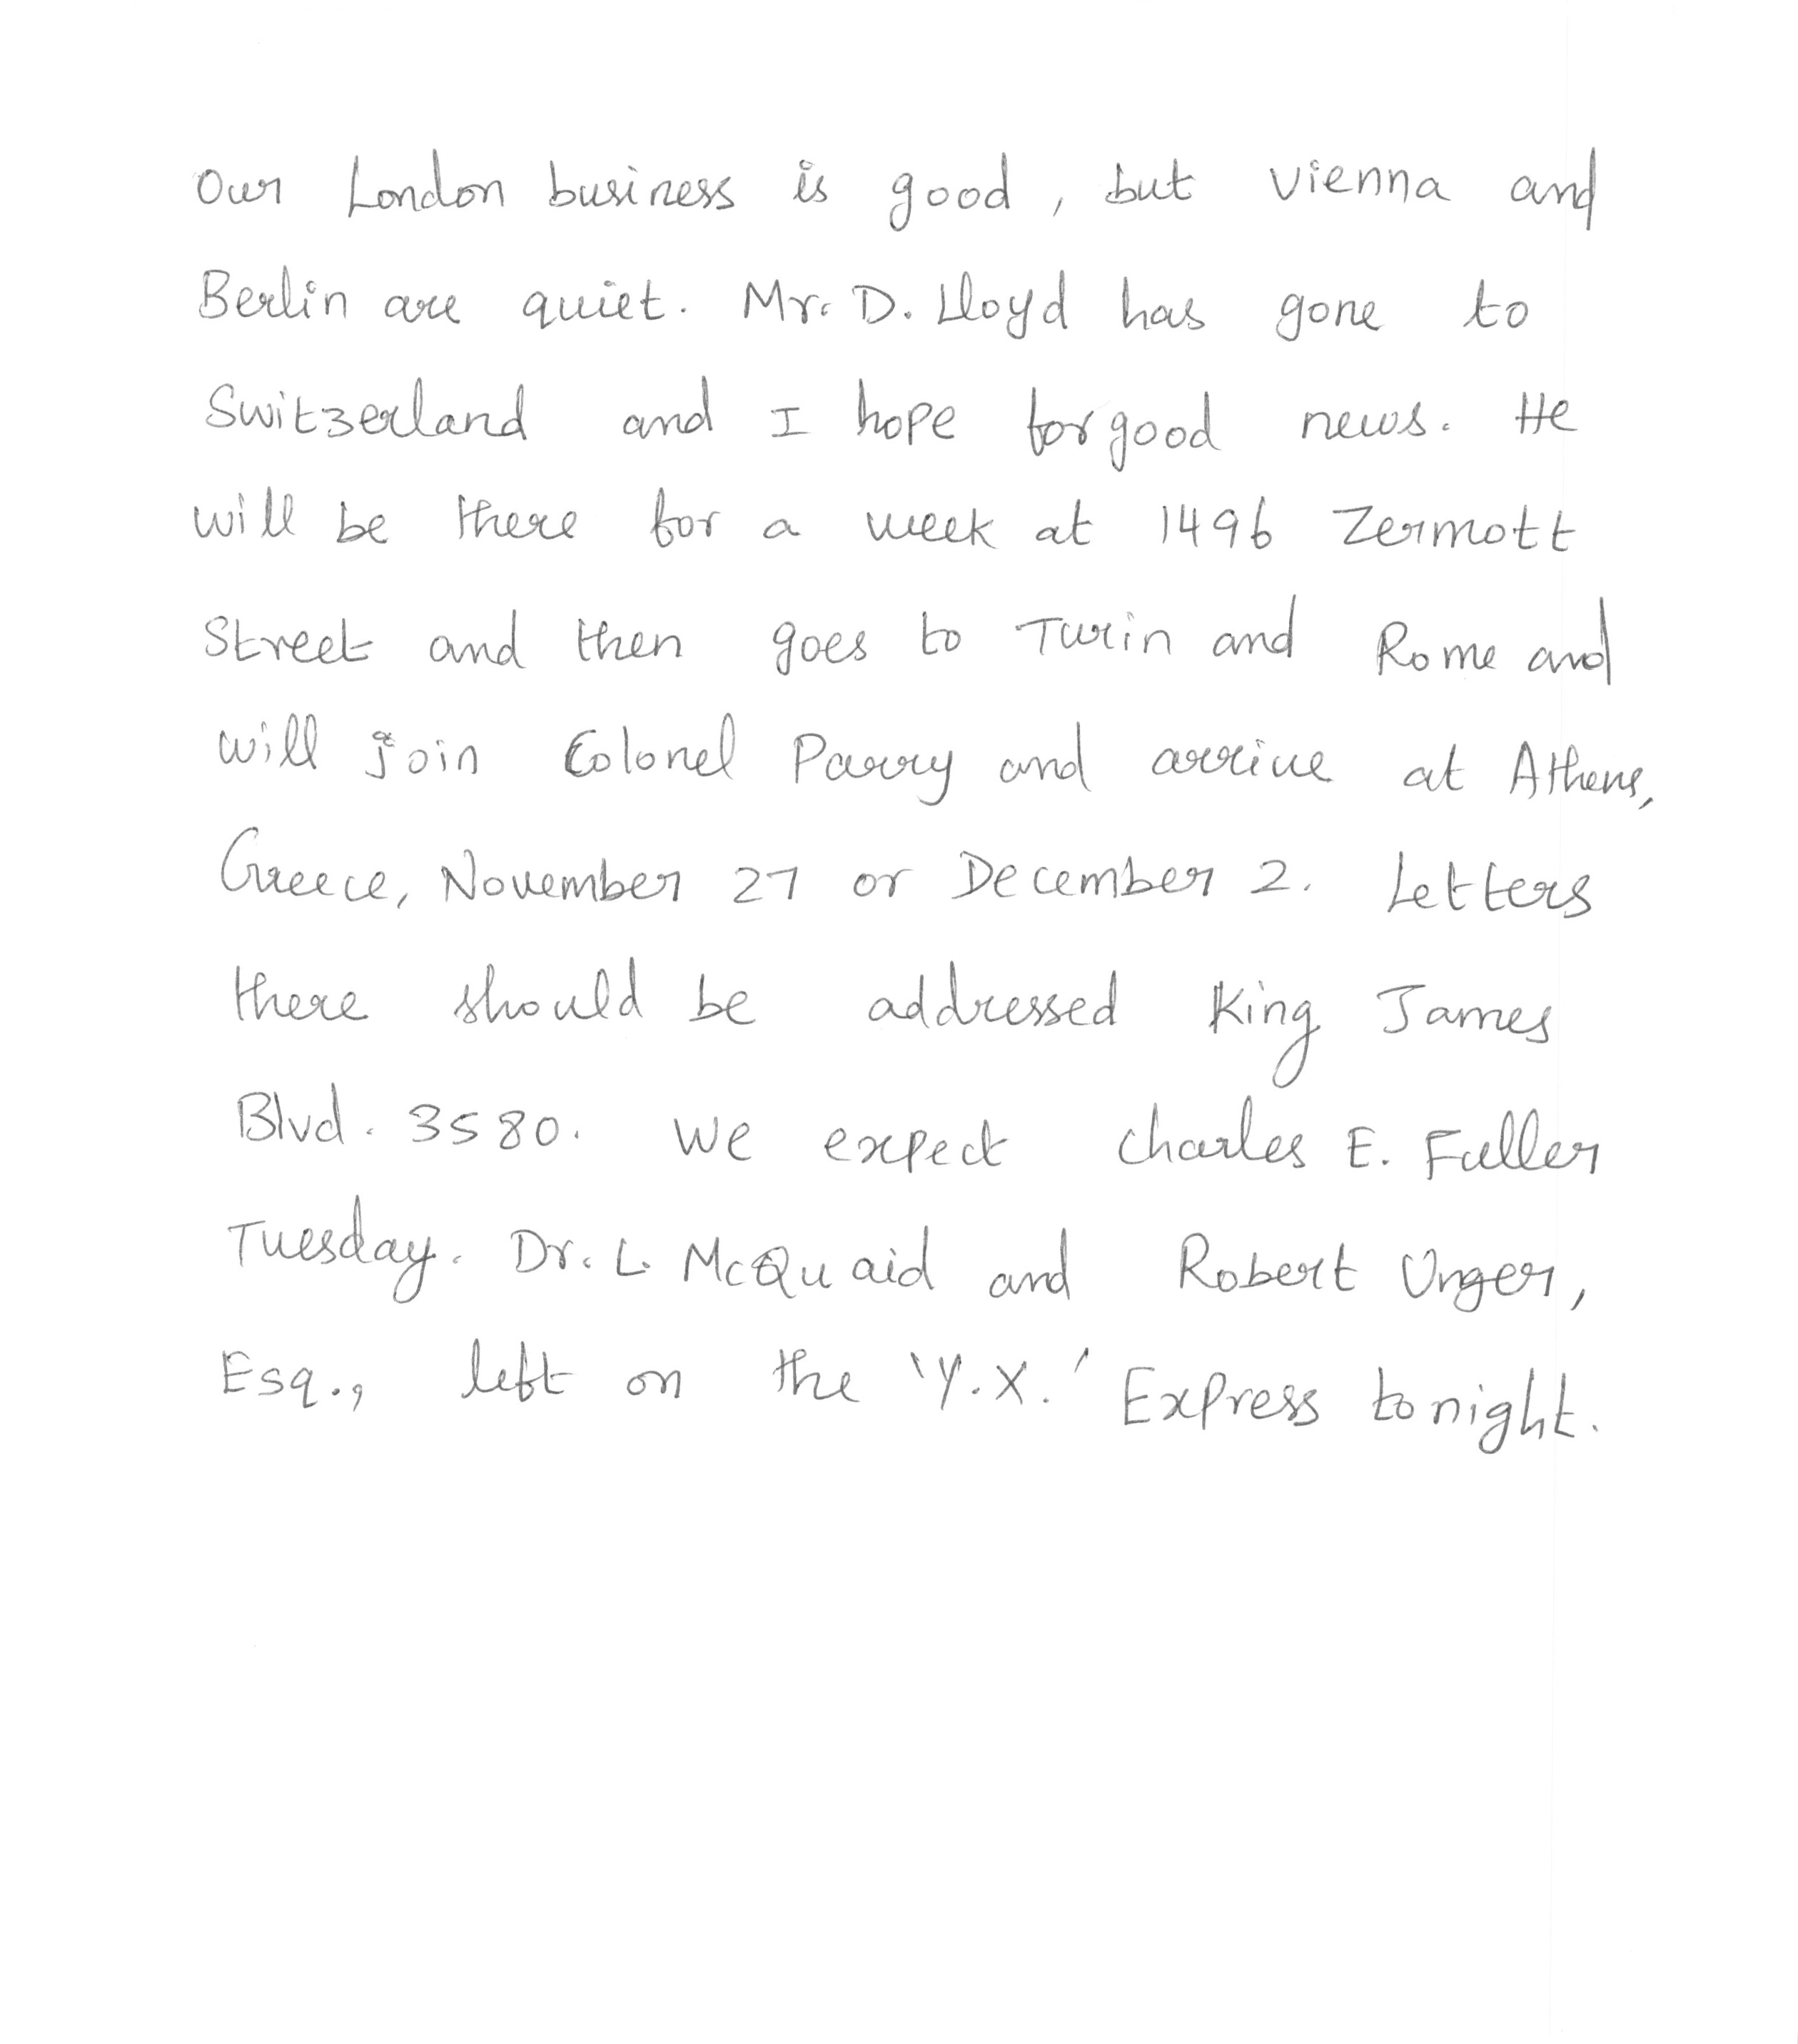 Our London business is good, but Vienna and
Berlin are quiet. Mr. D. Lloyd has gone to
Switzerland and I hope for good news. He
will be there for a week at 1496 Zermott
Street and then goes to Turin and Rome and
will join Colonel Parry and arrive at Athens,
Greece, November 27 or December 2. Letters
there should be addressed King James
Blvd. 3580. We expect Charles E. Fuller
Tuesday. Dr. L. McQuaid and Robert Unger,
Esq., left on the 'Y.X.' Express tonight.